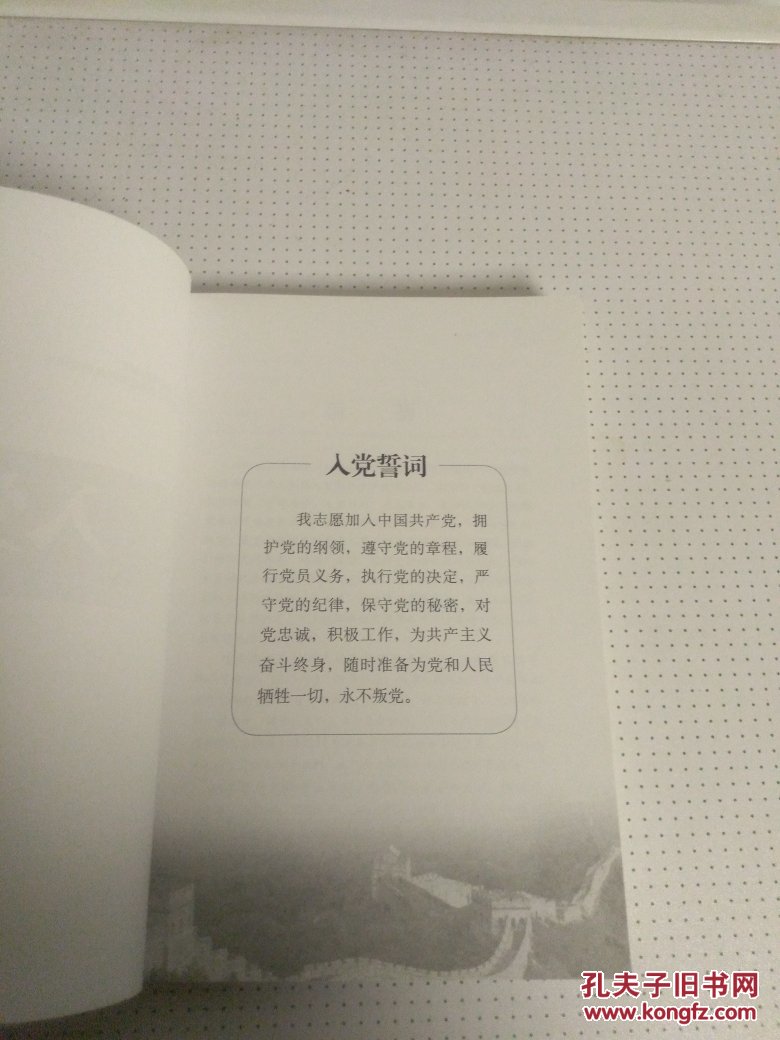 入党誓词
我志愿加入中国共产党，拥
护党的纲领，遵守党的章程，履
行党员义务，执行党的决定，严
守党的纪律，保守党的秘密，对
党忠诚，积极工作，为共产主义
奋斗终身，随时准备为党和人民
牺牲一切，永不叛党。
孔夫子旧书网
www.kongfz.com